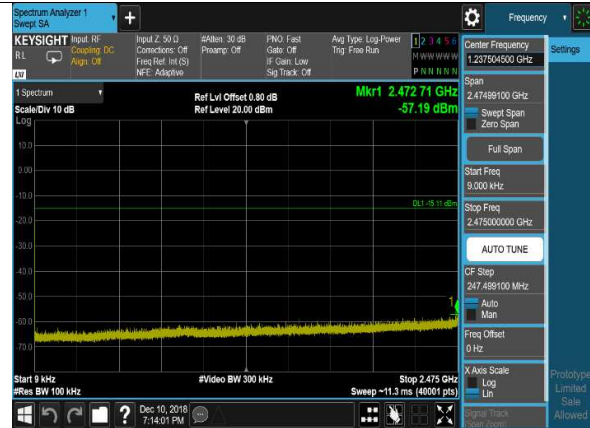 Spectrum Analyzer 1
Swept SA
+
Frequency
KEYSIGHT
Input: RF
Coupling: DC
Align: Off
R L
LXI
Input Z: 50 Ω
Corrections: Off
Freq Ref: Int (S)
NFE: Adaptive
#Atten: 30 dB
Preamp: Off
PNO: Fast
Gate: Off
IF Gain: Low
Sig Track: Off
Avg Type: Log-Power
Trig: Free Run
1 2 3 4 5 6
M W W W W W
P N N N N N
1 Spectrum
Scale/Div 10 dB
Log
Ref Lvl Offset 0.80 dB
Ref Level 20.00 dBm
Mkr1 2.472 71 GHz
-57.19 dBm
10.0
0.00
-10.0
-20.0
-30.0
-40.0
-50.0
-60.0
-70.0
DL1 -15.11 dBm
1
Start 9 kHz
#Res BW 100 kHz
#Video BW 300 kHz
Stop 2.475 GHz
Sweep ~11.3 ms (40001 pts)
Dec 10, 2018
7:14:01 PM
?
Center Frequency
1.237504500 GHz
Span
2.47499100 GHz
Swept Span
Zero Span
Full Span
Start Freq
9.000 kHz
Stop Freq
2.475000000 GHz
AUTO TUNE
CF Step
247.499100 MHz
Auto
Man
Freq Offset
0 Hz
X Axis Scale
Log
Lin
Signal Track
(Span Zoom)
Settings
Prototype
Limited
Sale
Allowed